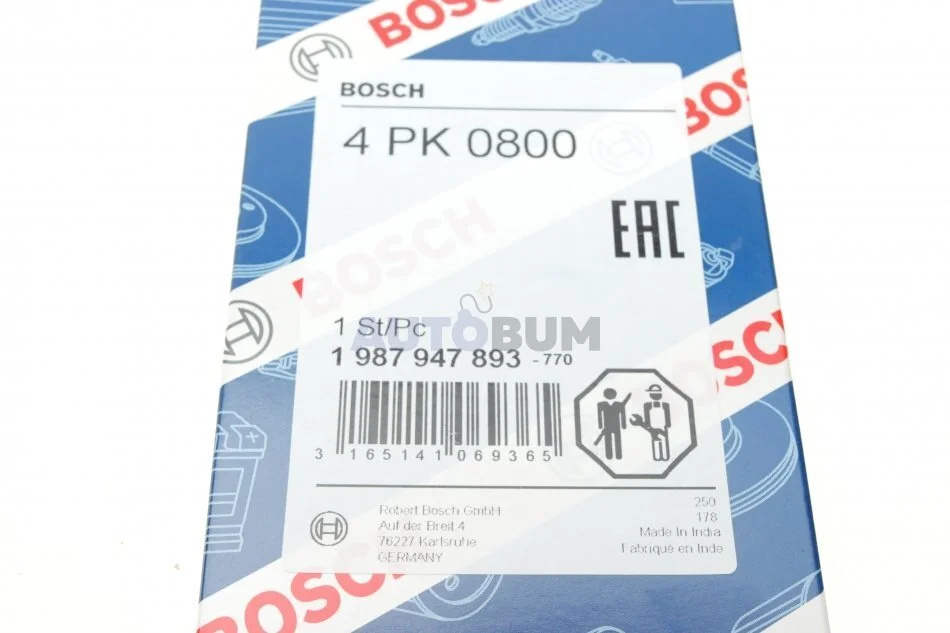 BOSCH
BOSCH
4 PK 0800
BOSCH
EAC
BOSCH
AUTOBUM
1 St/Pc
1 987 947 893 - 770
BOSCH
3 165141 069365
250
Robert Bosch GmbH
178
Auf der Breit 4
Made In India
76227 Karlsruhe
Fabriqué en Inde
GERMANY
BOSCH